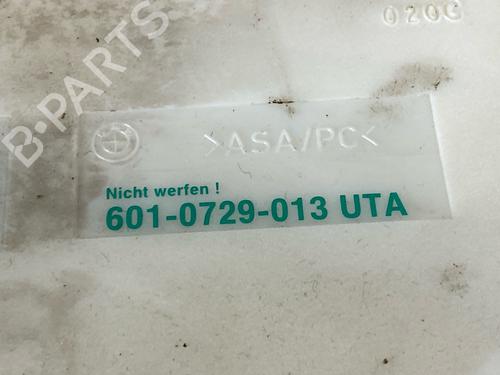 020G
B-PARTS
>ASA/PC<
Nicht werfen !
601-0729-013 UTA